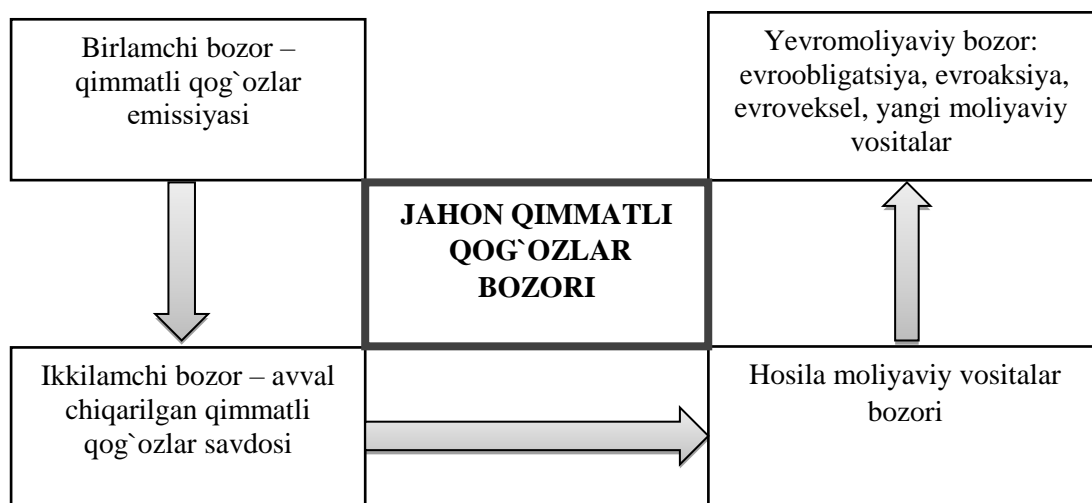 Birlamchi bozor –
qimmatli qog`ozlar
emissiyasi
Yevromoliyaviy bozor:
evroobligatsiya, evroaksiya,
evroveksel, yangi moliyaviy
vositalar
JAHON QIMMATLI
QOG`OZLAR
BOZORI
Ikkilamchi bozor – avval
chiqarilgan qimmatli
qog`ozlar savdosi
Hosila moliyaviy vositalar
bozori